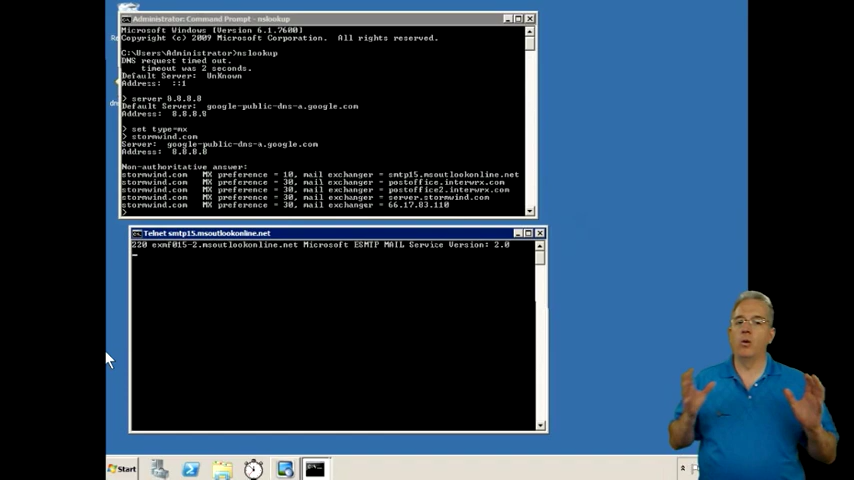 Administrator: Command Prompt - nslookup
Microsoft Windows [Version 6.1.7600]
Copyright (c) 2009 Microsoft Corporation. All rights reserved.
C:\Users\Administrator>nslookup
DNS request timed out.
timeout was 2 seconds.
Default Server: UnKnown
Address: ::1
> server 8.8.8.8
Default Server: google-public-dns-a.google.com
Address: 8.8.8.8
> set type=mx
> stormwind.com
Server: google-public-dns-a.google.com
Address: 8.8.8.8
Non-authoritative answer:
stormwind.com MX preference = 10, mail exchanger = smtp15.msoutlookonline.net
stormwind.com MX preference = 30, mail exchanger = postoffice.interwrx.com
stormwind.com MX preference = 30, mail exchanger = postoffice2.interwrx.com
stormwind.com MX preference = 30, mail exchanger = server.stormwind.com
stormwind.com MX preference = 30, mail exchanger = 66.17.83.110
>
Telnet smtp15.msoutlookonline.net
220 exmf015-2.msoutlookonline.net Microsoft ESMTP MAIL Service Version: 2.0
Start